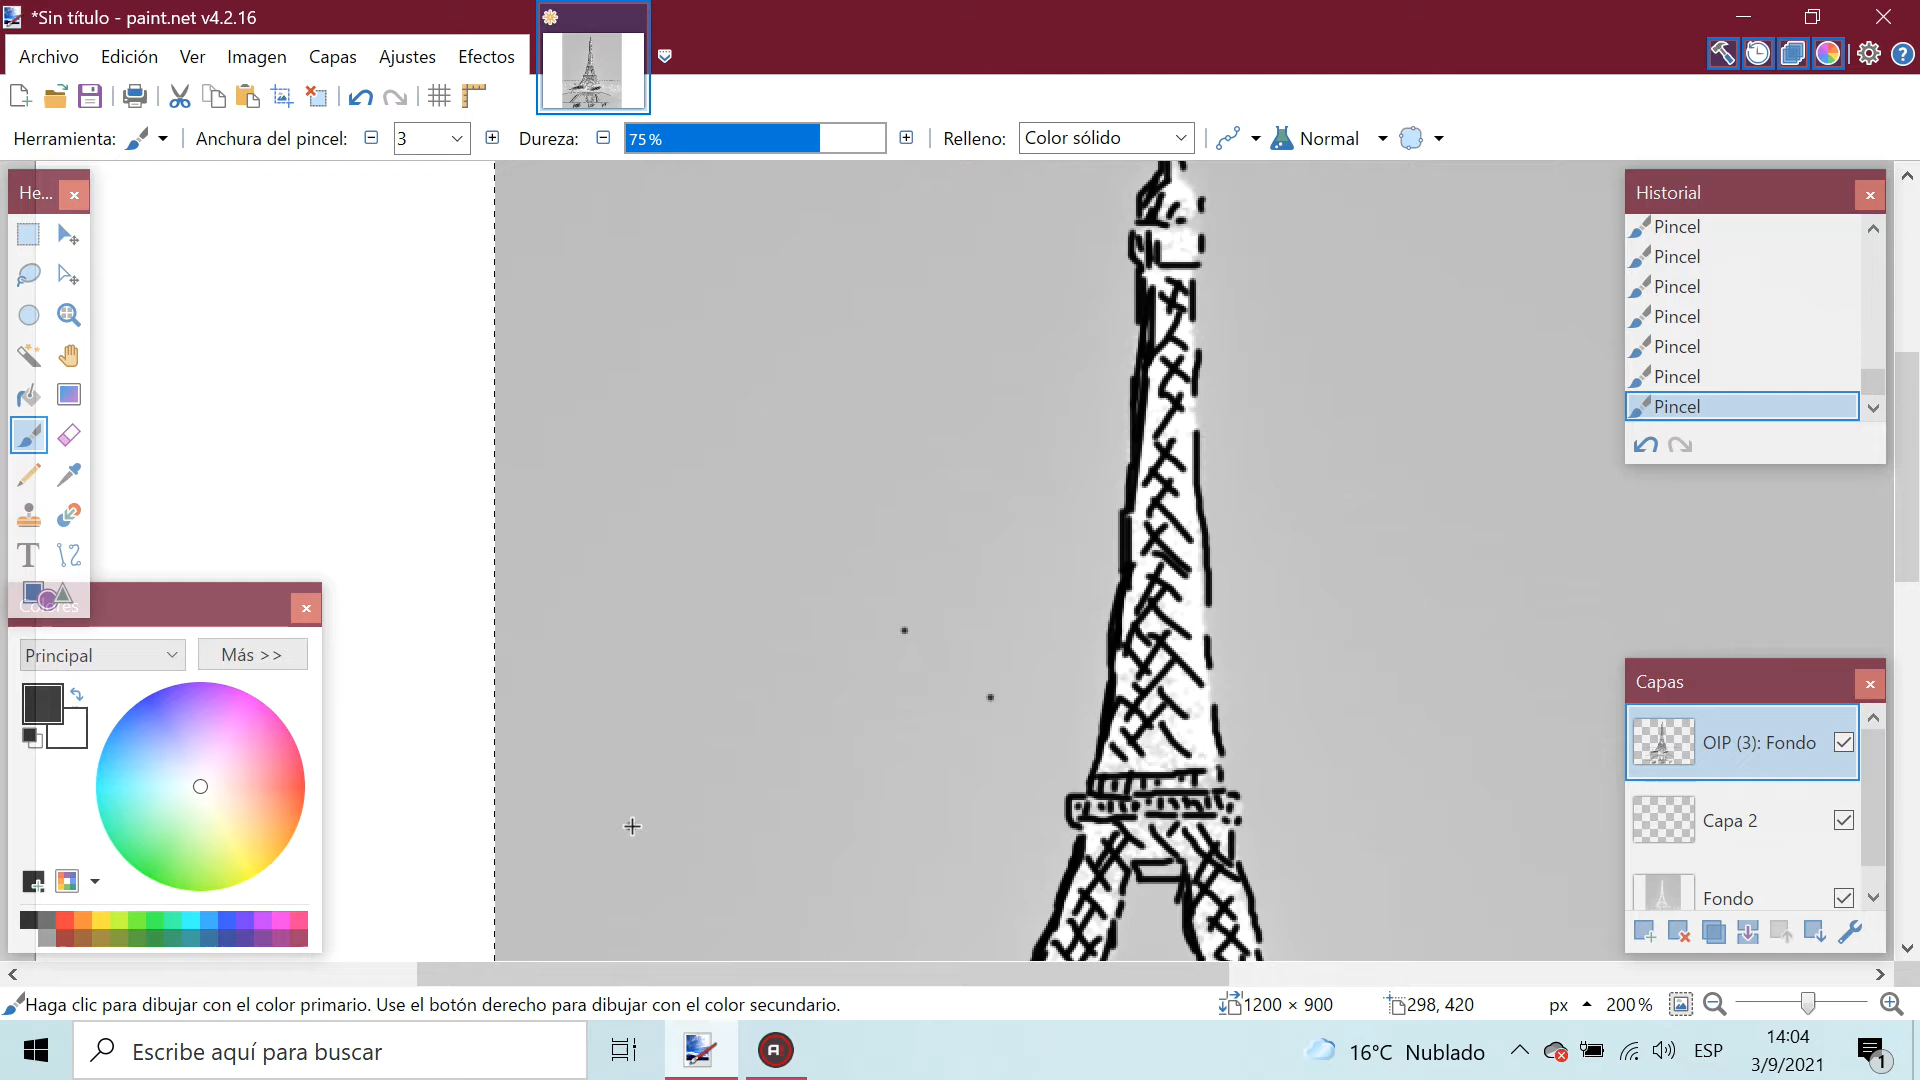 *Sin título - paint.net v4.2.16
Archivo Edición Ver Imagen Capas Ajustes Efectos
Herramienta: Anchura del pincel: 3 Dureza: 75% Relleno: Color sólido Normal
He...
Historial
Pincel
Pincel
Pincel
Pincel
Pincel
Pincel
Pincel
Colores
Principal Más >>
Capas
OIP (3): Fondo
Capa 2
Fondo
Haga clic para dibujar con el color primario. Use el botón derecho para dibujar con el color secundario. 1200 × 900 298, 420 px 200%
Escribe aquí para buscar
16°C Nublado ESP
14:04
3/9/2021
1